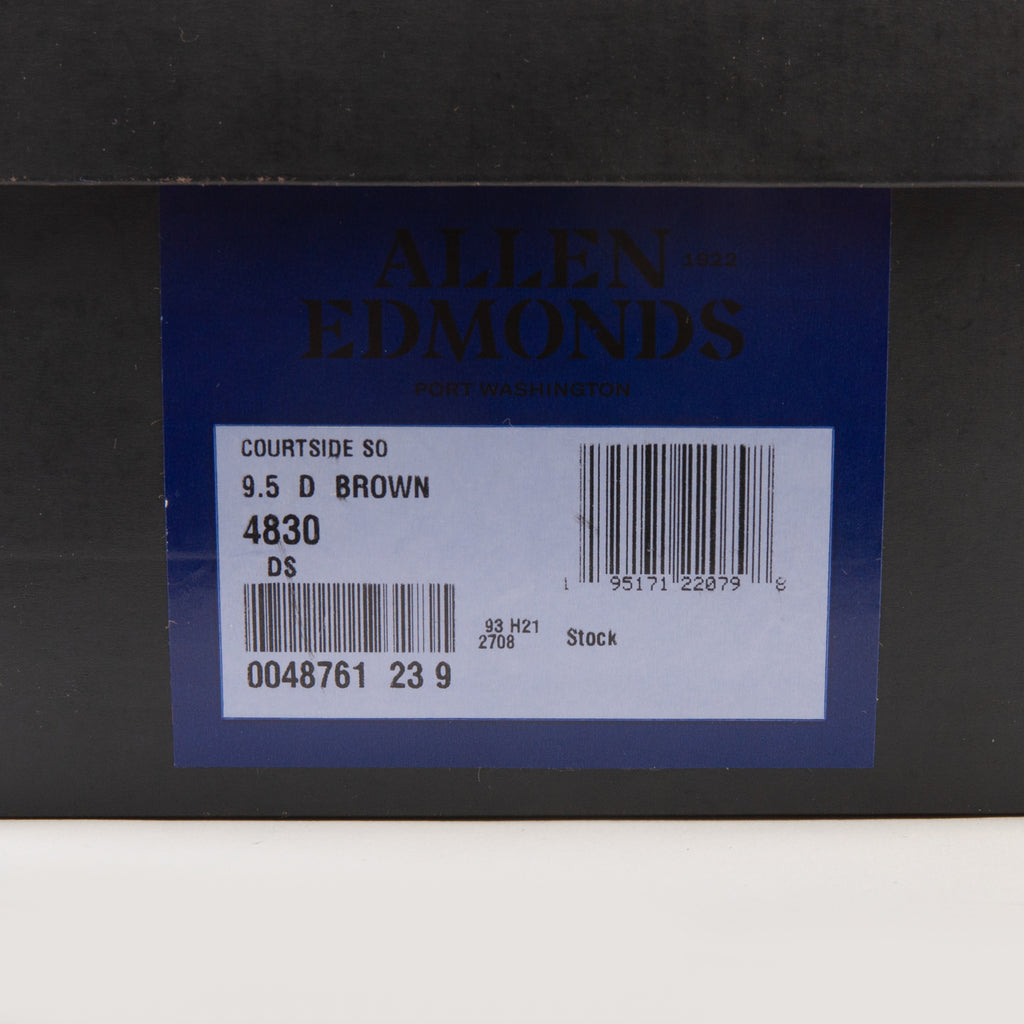 ALLEN 1922
EDMONDS
PORT WASHINGTON
COURTSIDE SO
9.5 D BROWN
4830
DS
0048761 23 9
93 H21
2708
Stock
1 95171 22079 8